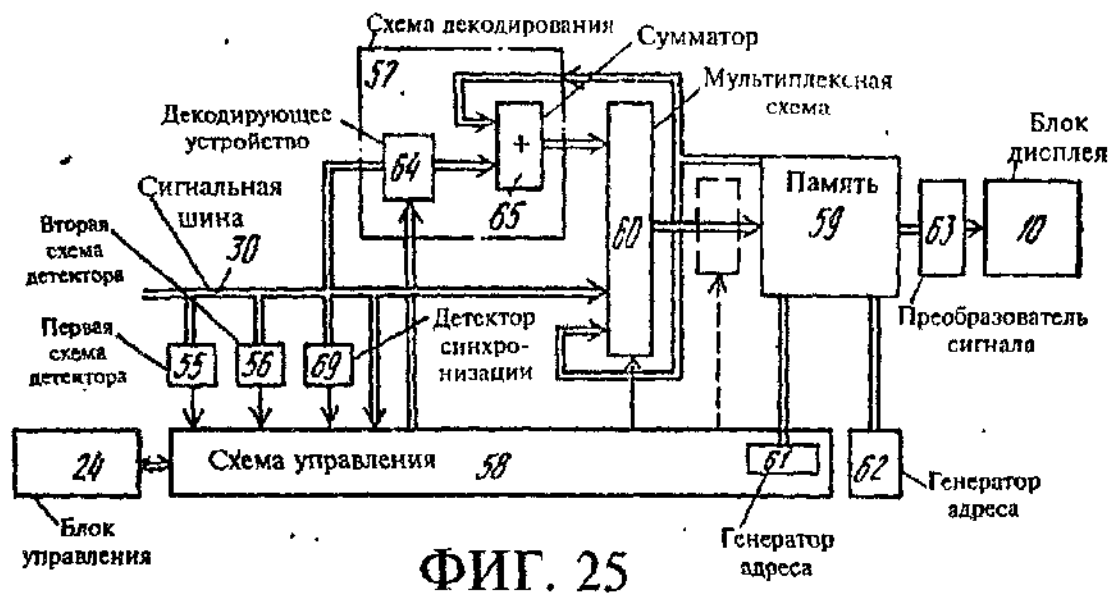 Схема декодирования
57
Сумматор
Мультиплексная
схема
Декодирующее
устройство
64
+
65
60
Блок
дисплея
Память
59
63
10
Сигнальная
шина
30
Вторая
схема
детектора
Первая
схема
детектора
55
56
69
Детектор
синхро-
низации
Преобразователь
сигнала
24
Схема управления
58
61
62
Генератор
адреса
Блок
управления
Генератор
адреса
ФИГ. 25